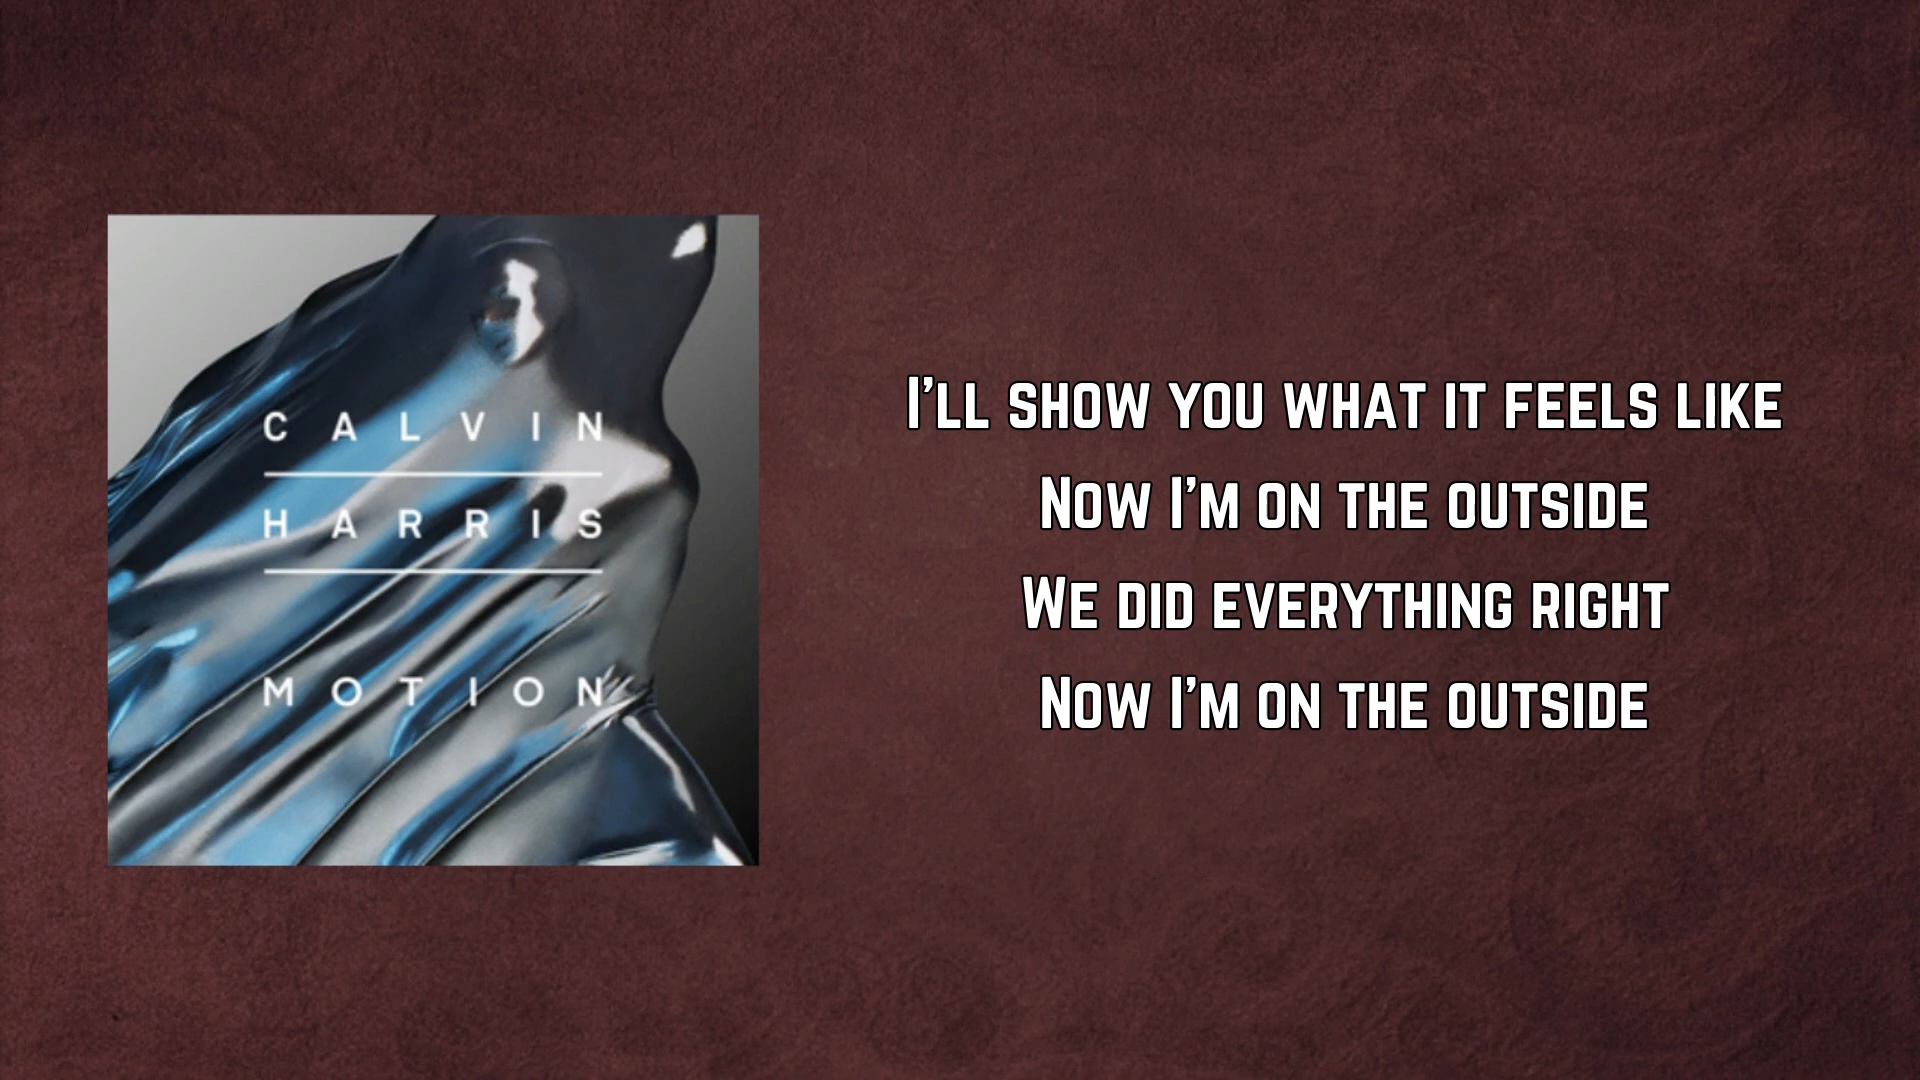 CALVIN
HARRIS
MOTION
I'll show you what it feels like
Now I'm on the outside
We did everything right
Now I'm on the outside